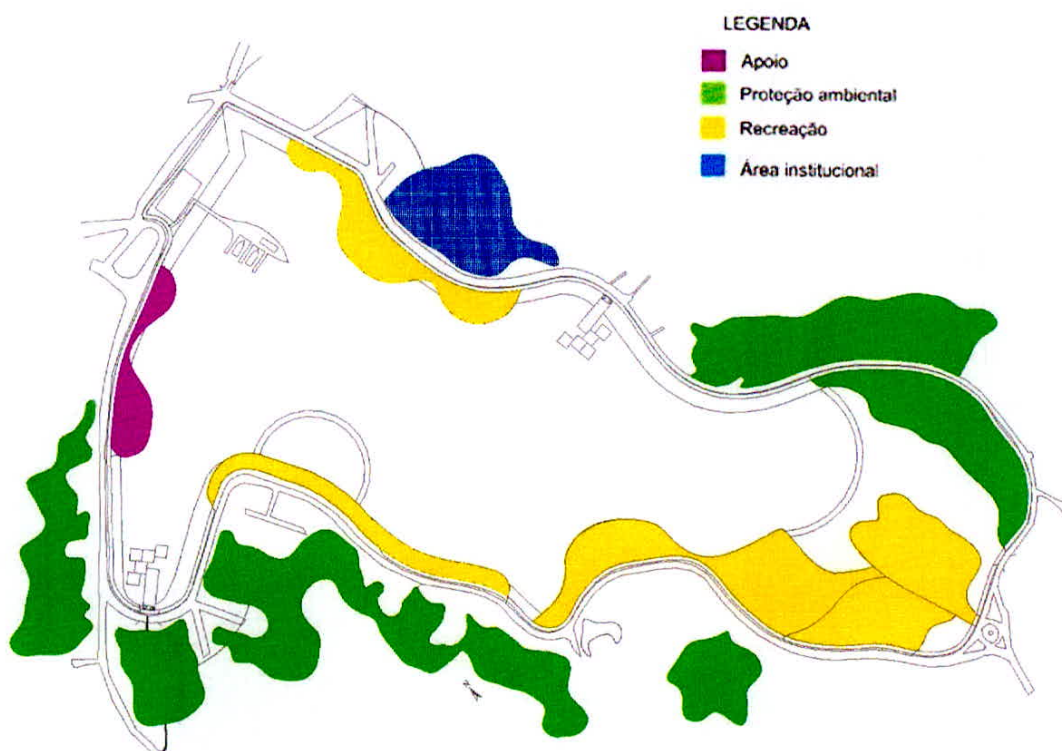 LEGENDA
Apoio
Proteção ambiental
Recreação
Área institucional